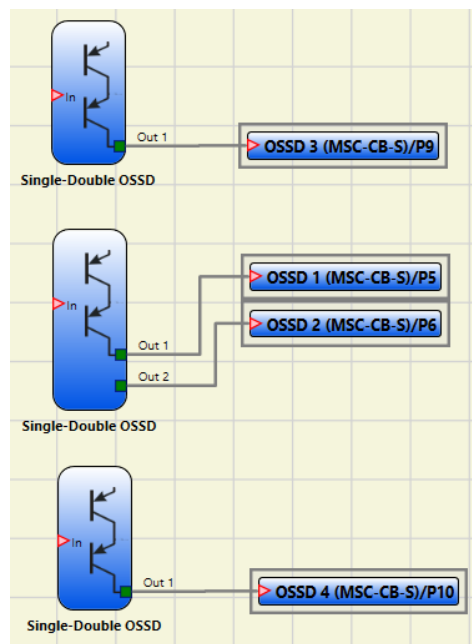 In
Out 1
OSSD 3 (MSC-CB-S)/P9
Single-Double OSSD
OSSD 1 (MSC-CB-S)/P5
In
OSSD 2 (MSC-CB-S)/P6
Out 1
Out 2
Single-Double OSSD
In
Out 1
OSSD 4 (MSC-CB-S)/P10
Single-Double OSSD